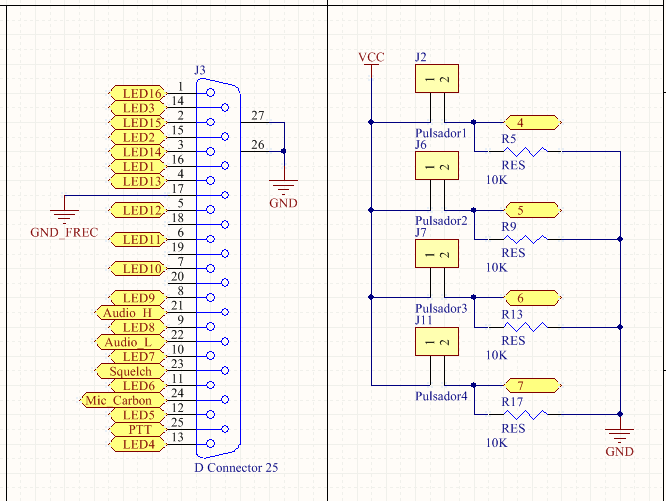 J3
LED16 1
14
LED3
LED15 2
15
LED2
LED14 3
16
LED1
LED13 4
17
GND_FREC
LED12 5
18
LED11 6
19
LED10 7
20
LED9 8
21
Audio_H
LED8 9
22
Audio_L
LED7 10
23
Squelch
LED6 11
24
Mic_Carbon
LED5 12
25
PTT
LED4 13
27
26
GND
D Connector 25
VCC
J2
1 2
Pulsador1
4
R5
RES
10K
J6
1 2
Pulsador2
5
R9
RES
10K
J7
1 2
Pulsador3
6
R13
RES
10K
J11
1 2
Pulsador4
7
R17
RES
10K
GND